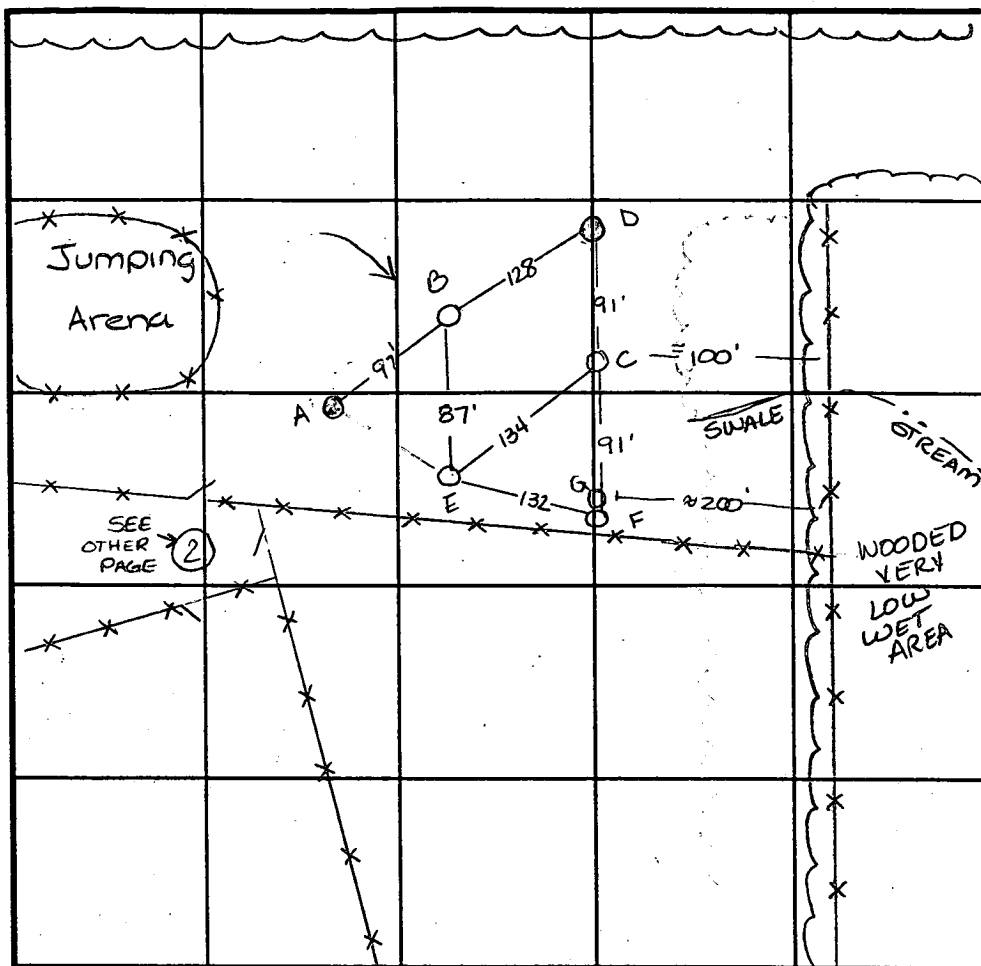 Jumping
Arena
D
B
128
91'
97'
C
≈100'
A
87'
134
SWALE
STREAM
91'
G
≈200'
E
132
F
SEE
OTHER
PAGE
2
WOODED
VERY
LOW
WET
AREA